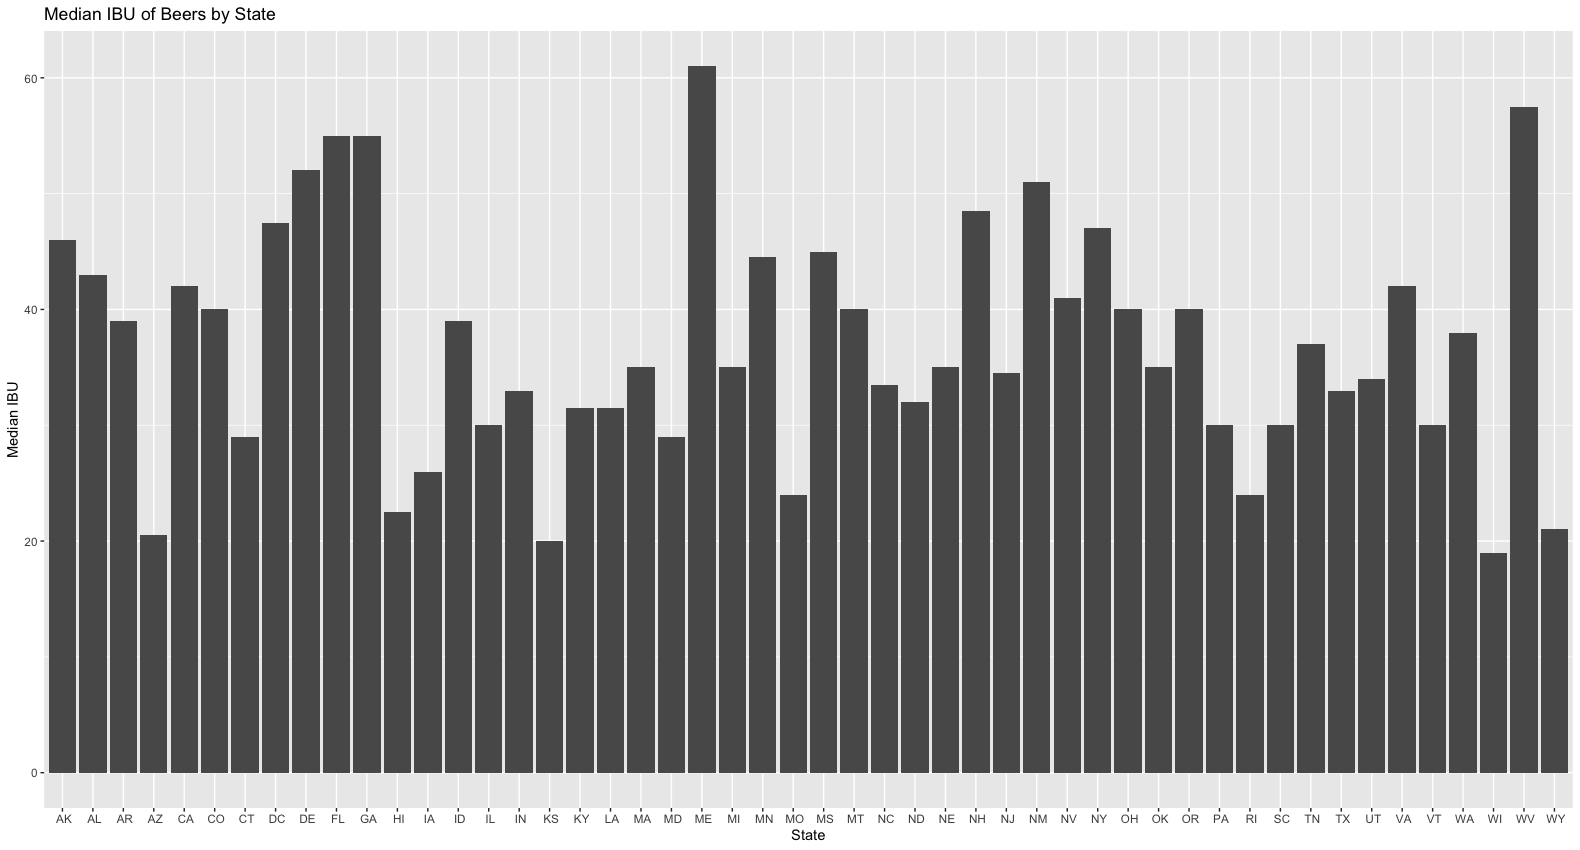 Median IBU of Beers by State
Median IBU
60
40
20
0
AK AL AR AZ CA CO CT DC DE FL GA HI IA ID IL IN KS KY LA MA MD ME MI MN MO MS MT NC ND NE NH NJ NM NV NY OH OK OR PA RI SC TN TX UT VA VT WA WI WV WY
State